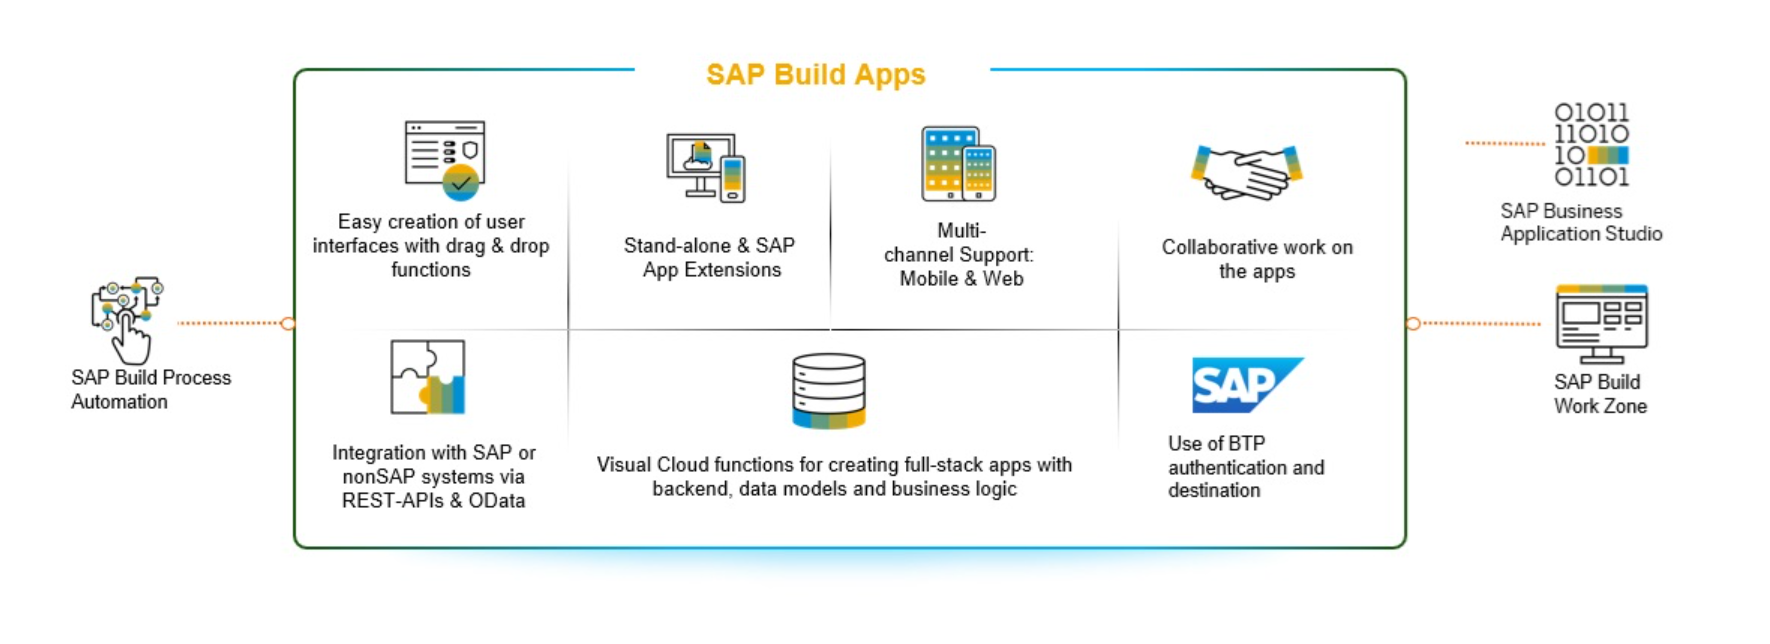 SAP Build Apps
Easy creation of user
interfaces with drag & drop
functions
Stand-alone & SAP
App Extensions
Multi-
channel Support:
Mobile & Web
Collaborative work on
the apps
Integration with SAP or
nonSAP systems via
REST-APIs & OData
Visual Cloud functions for creating full-stack apps with
backend, data models and business logic
SAP
Use of BTP
authentication and
destination
SAP Build Process
Automation
01011
11010
10
01101
SAP Business
Application Studio
SAP Build
Work Zone